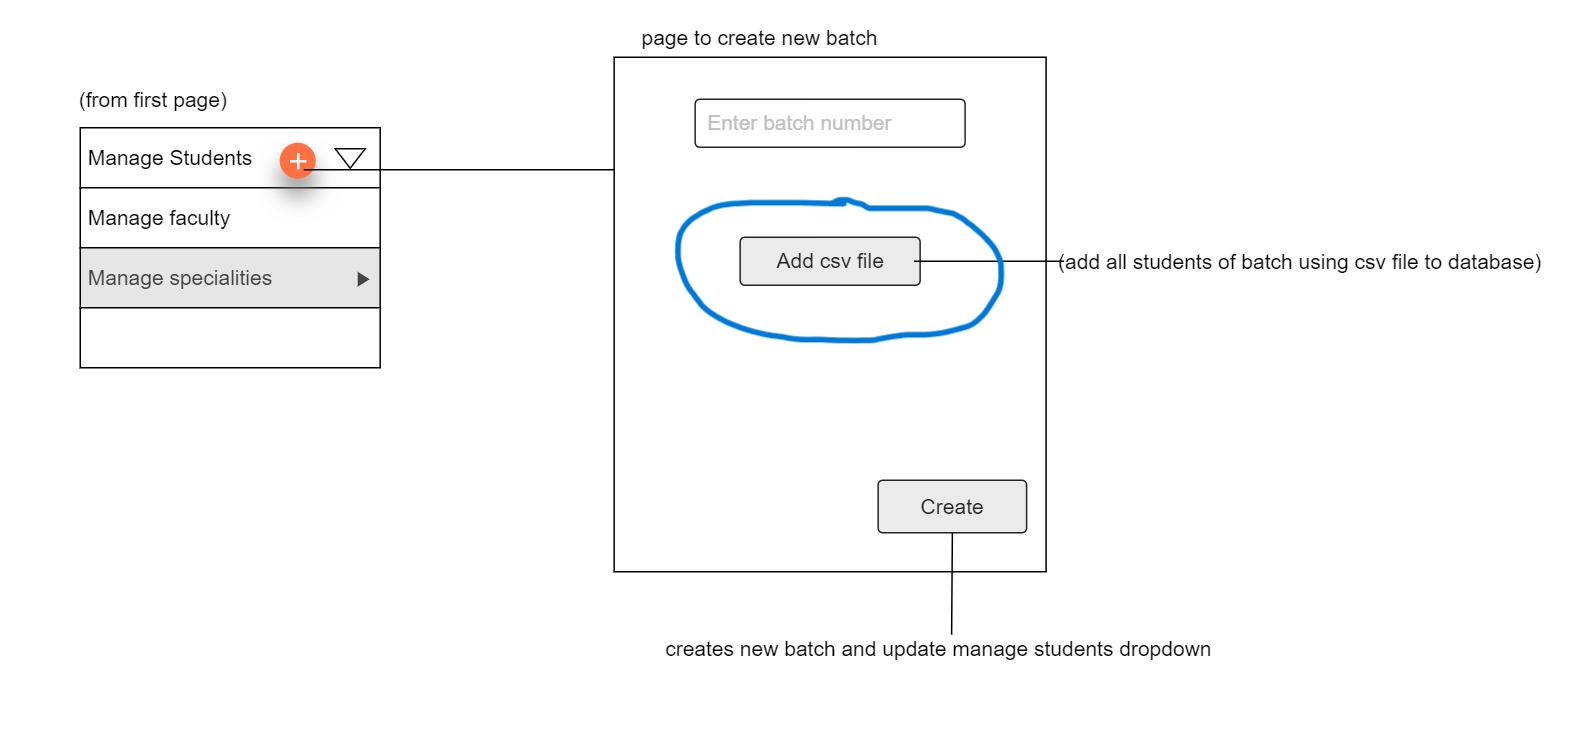 page to create new batch
(from first page)
Enter batch number
Manage Students
Manage faculty
Add csv file
(add all students of batch using csv file to database)
Manage specialities
Create
creates new batch and update manage students dropdown